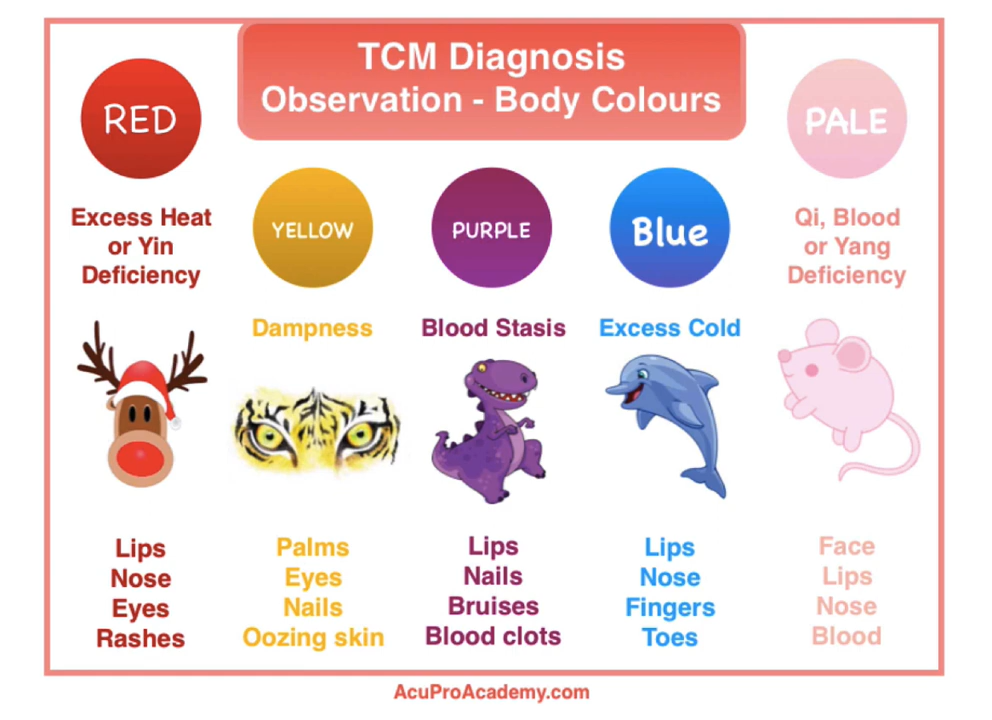 TCM Diagnosis
Observation - Body Colours
RED
Excess Heat
or Yin
Deficiency
Lips
Nose
Eyes
Rashes
YELLOW
Dampness
Palms
Eyes
Nails
Oozing skin
PURPLE
Blood Stasis
Lips
Nails
Bruises
Blood clots
Blue
Excess Cold
Lips
Nose
Fingers
Toes
PALE
Qi, Blood
or Yang
Deficiency
Face
Lips
Nose
Blood
AcuProAcademy.com